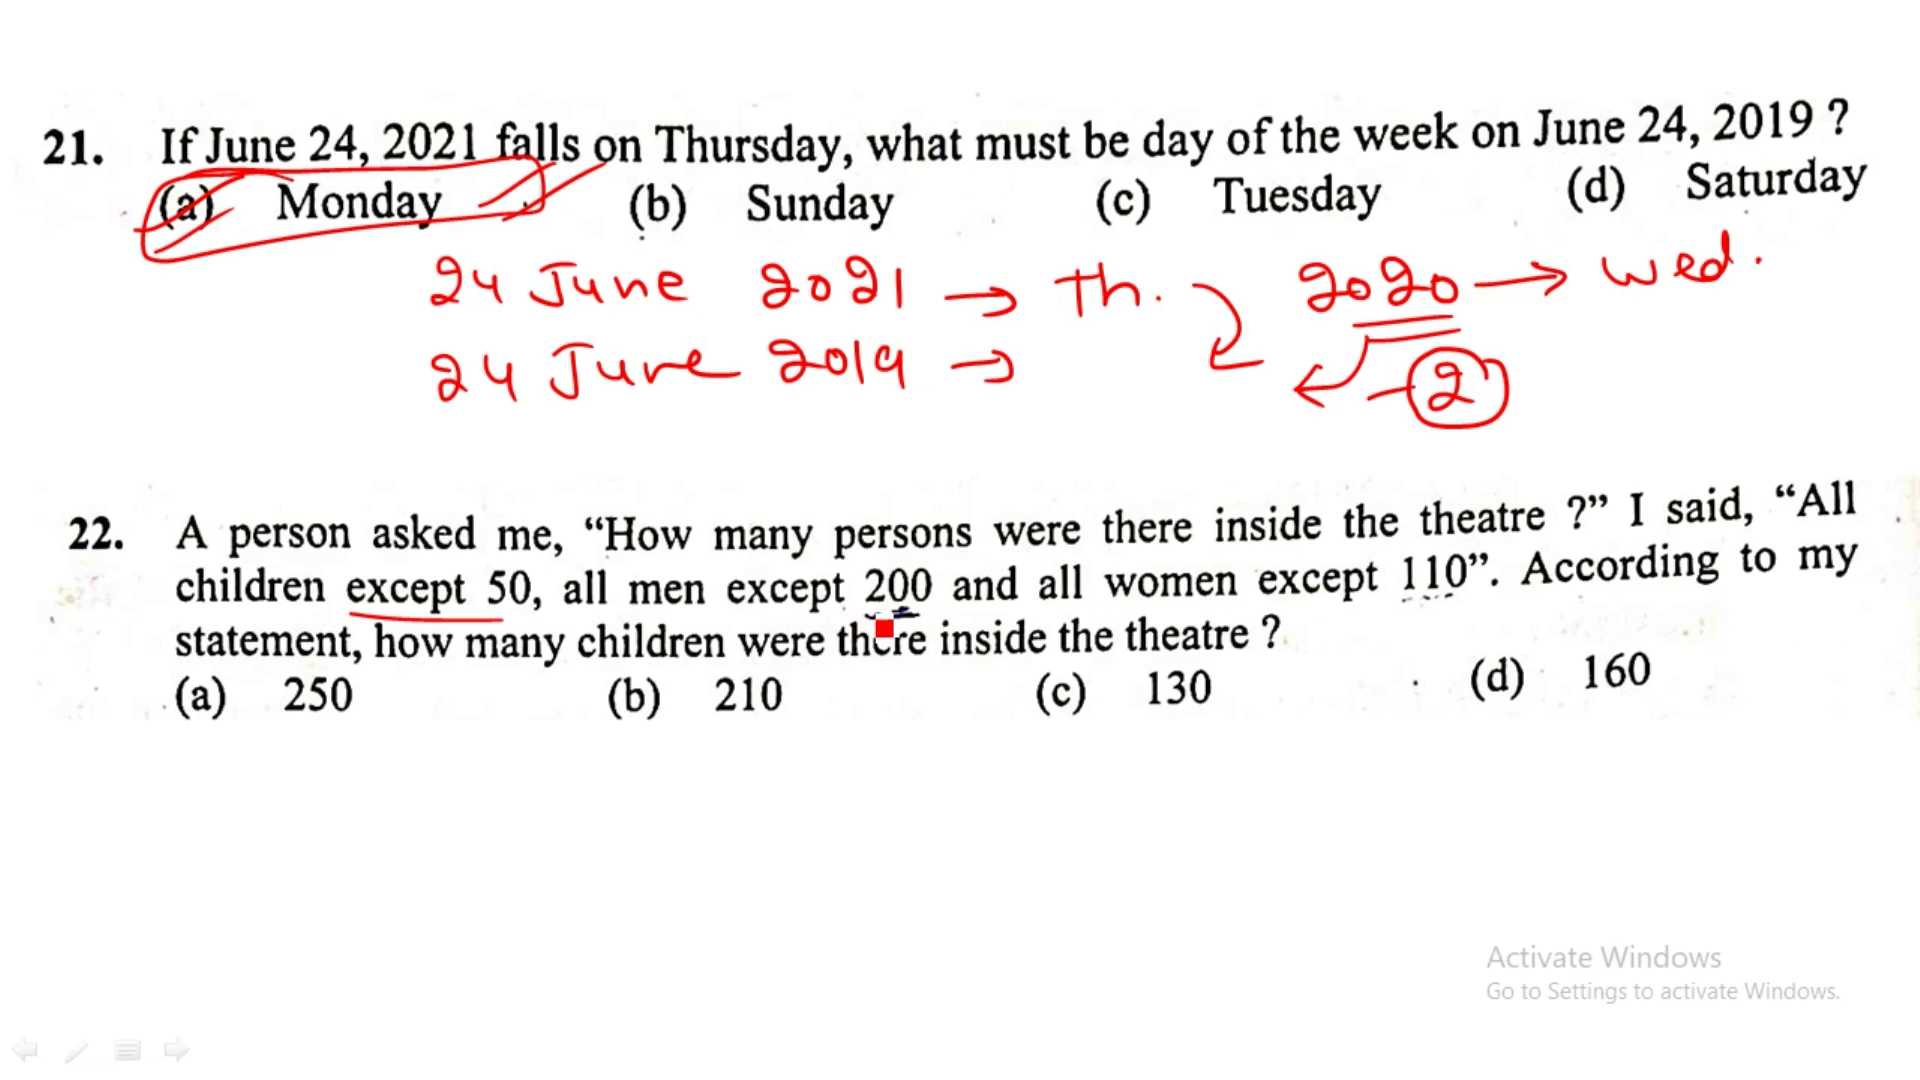 21. If June 24, 2021 falls on Thursday, what must be day of the week on June 24, 2019 ?
(a) Monday (b) Sunday (c) Tuesday (d) Saturday
24 June 2021 → Th. 2020 → Wed.
24 June 2019 → 2
22. A person asked me, “How many persons were there inside the theatre ?” I said, “All
children except 50, all men except 200 and all women except 110”. According to my
statement, how many children were there inside the theatre ?
(a) 250 (b) 210 (c) 130 (d) 160
Activate Windows
Go to Settings to activate Windows.